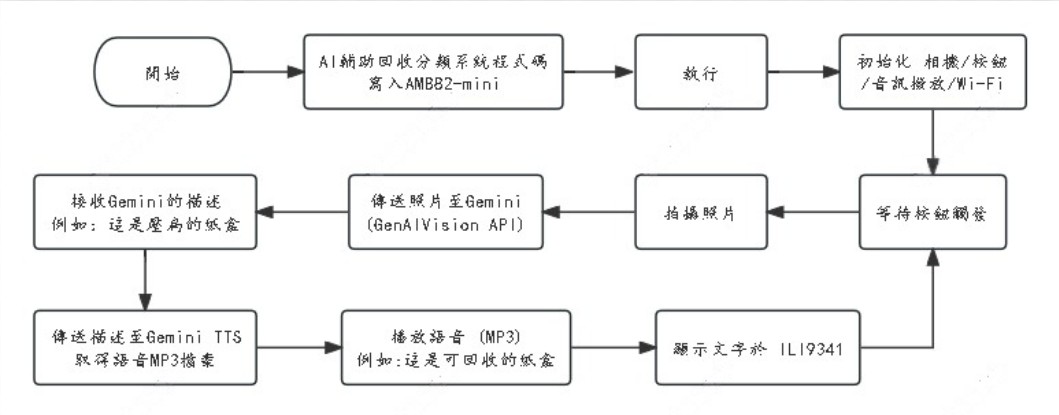 開始
AI輔助回收分類系統程式碼
寫入AMB82-mini
執行
初始化 相機/按鈕
/音訊撥放/Wi-Fi
等待按鈕觸發
拍攝照片
傳送照片至Gemini
(GenAIVision API)
接收Gemini的描述
例如: 這是壓扁的紙盒
傳送描述至Gemini TTS
取得語音MP3檔案
播放語音 (MP3)
例如:這是可回收的紙盒
顯示文字於 ILI9341